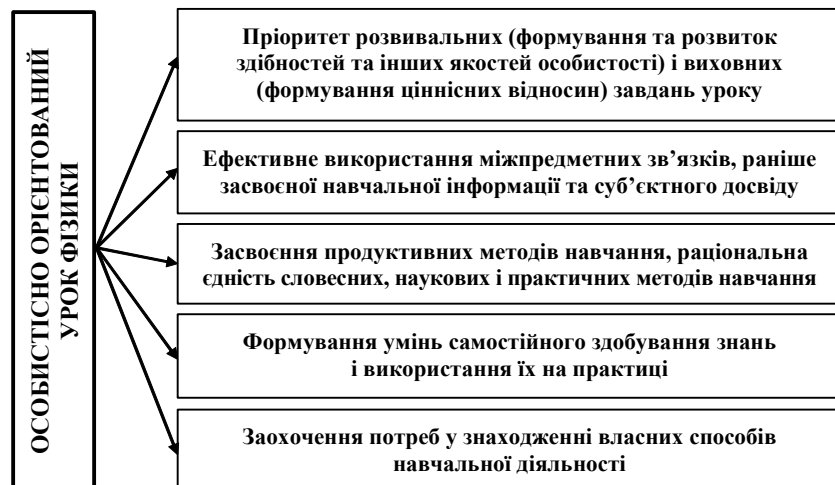 ОСОБИСТІСНО ОРІЄНТОВАНИЙ
УРОК ФІЗИКИ
Пріоритет розвивальних (формування та розвиток
здібностей та інших якостей особистості) і виховних
(формування ціннісних відносин) завдань уроку
Ефективне використання міжпредметних зв’язків, раніше
засвоєної навчальної інформації та суб’єктного досвіду
Засвоєння продуктивних методів навчання, раціональна
єдність словесних, наукових і практичних методів навчання
Формування умінь самостійного здобування знань
і використання їх на практиці
Заохочення потреб у знаходженні власних способів
навчальної діяльності